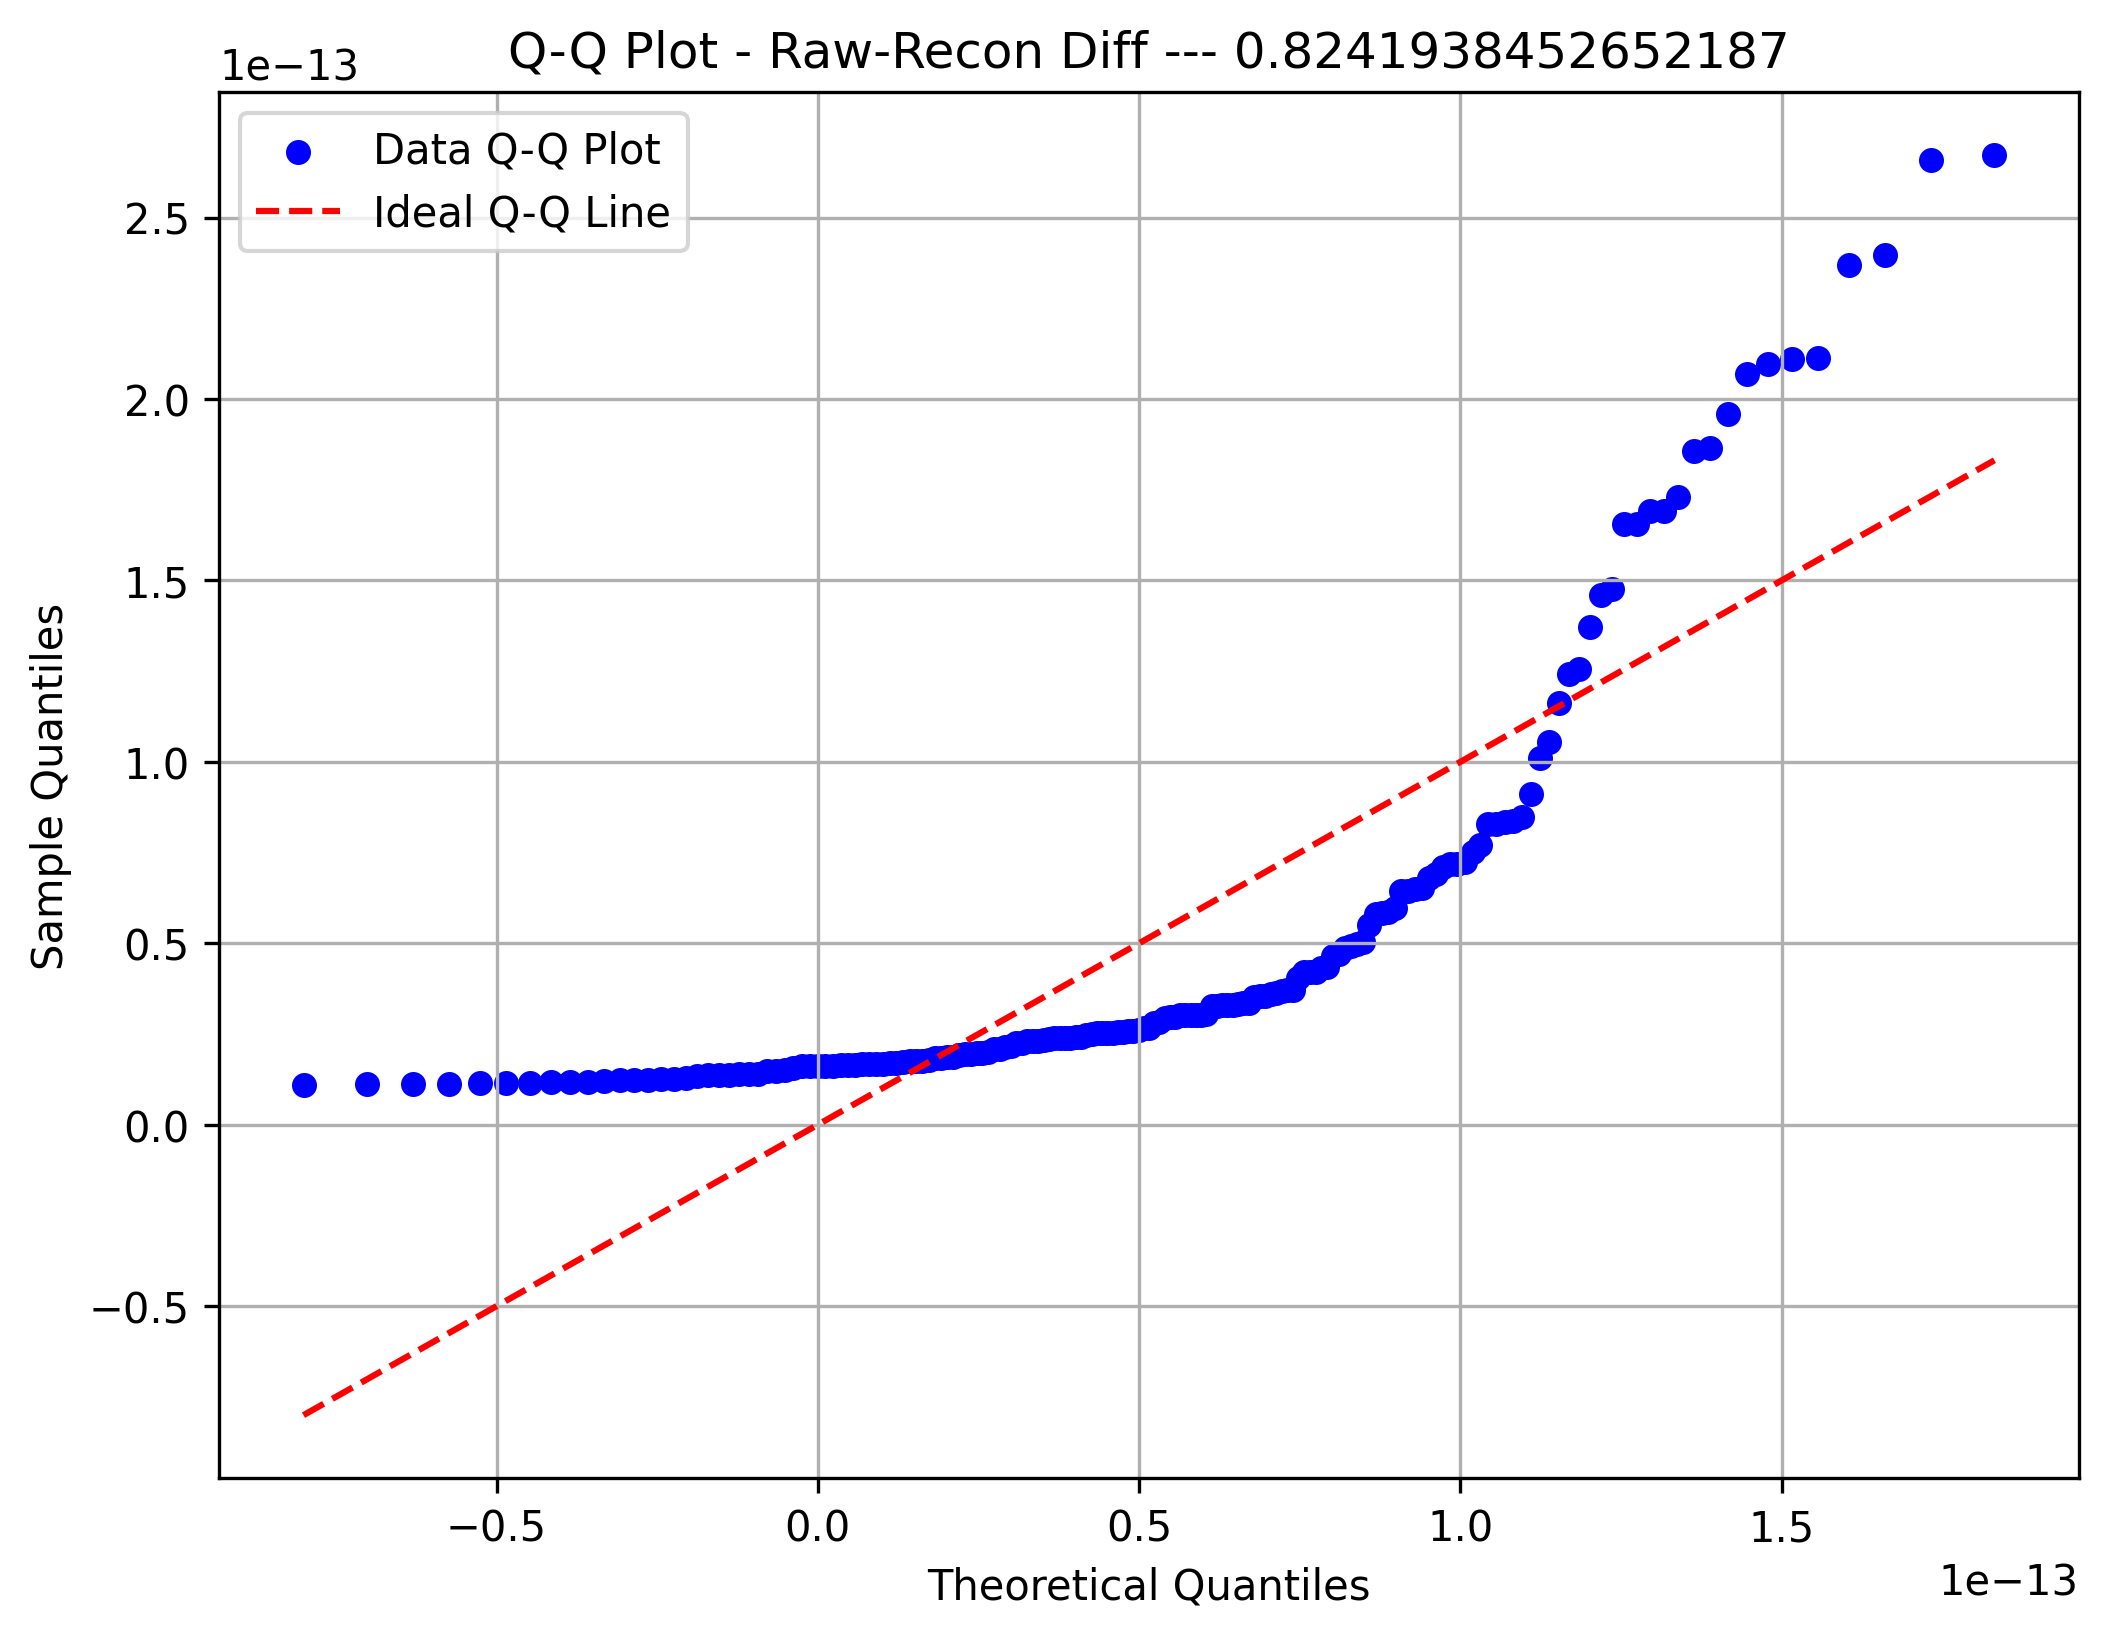 Q-Q Plot - Raw-Recon Diff --- 0.8241938452652187
1e−13
Data Q-Q Plot
Ideal Q-Q Line
2.5
2.0
1.5
1.0
0.5
0.0
−0.5
Sample Quantiles
−0.5 0.0 0.5 1.0 1.5
Theoretical Quantiles
1e−13